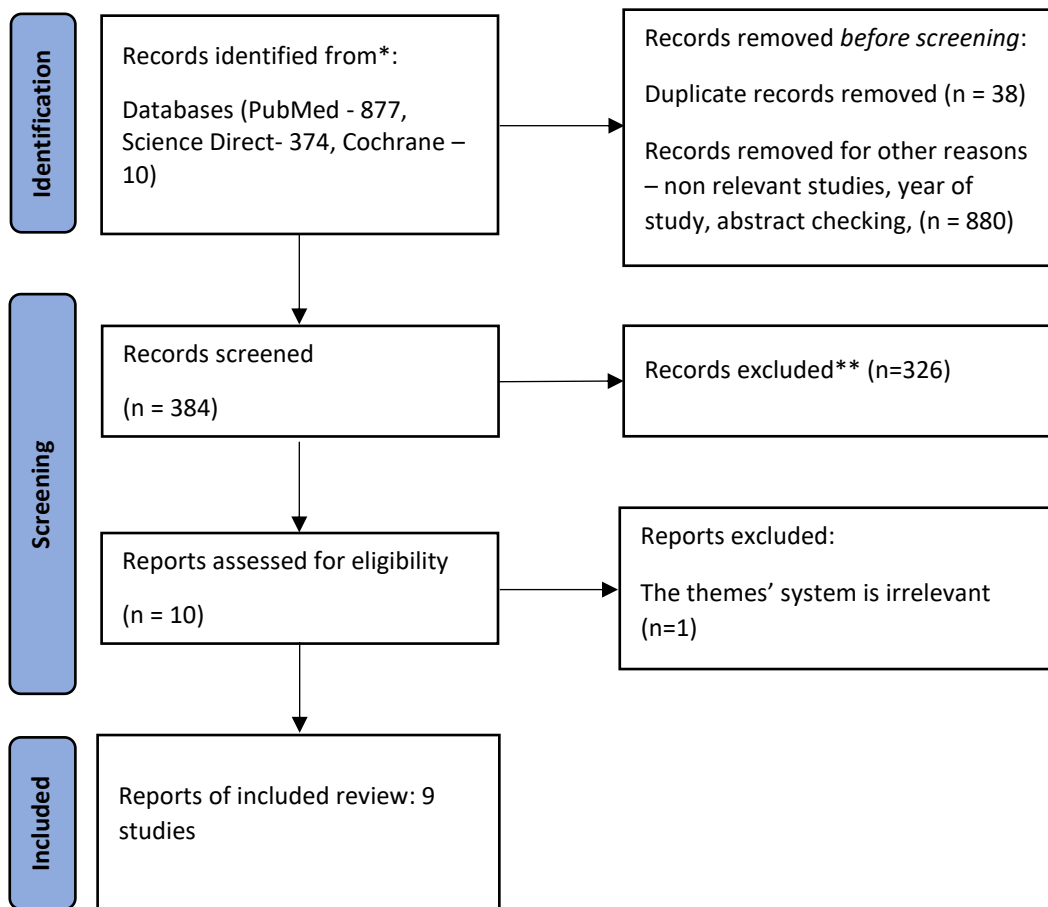 Identification
Records identified from*:
Databases (PubMed - 877,
Science Direct- 374, Cochrane –
10)
Records removed before screening:
Duplicate records removed (n = 38)
Records removed for other reasons
– non relevant studies, year of
study, abstract checking, (n = 880)
Screening
Records screened
(n = 384)
Records excluded** (n=326)
Reports assessed for eligibility
(n = 10)
Reports excluded:
The themes’ system is irrelevant
(n=1)
Included
Reports of included review: 9
studies